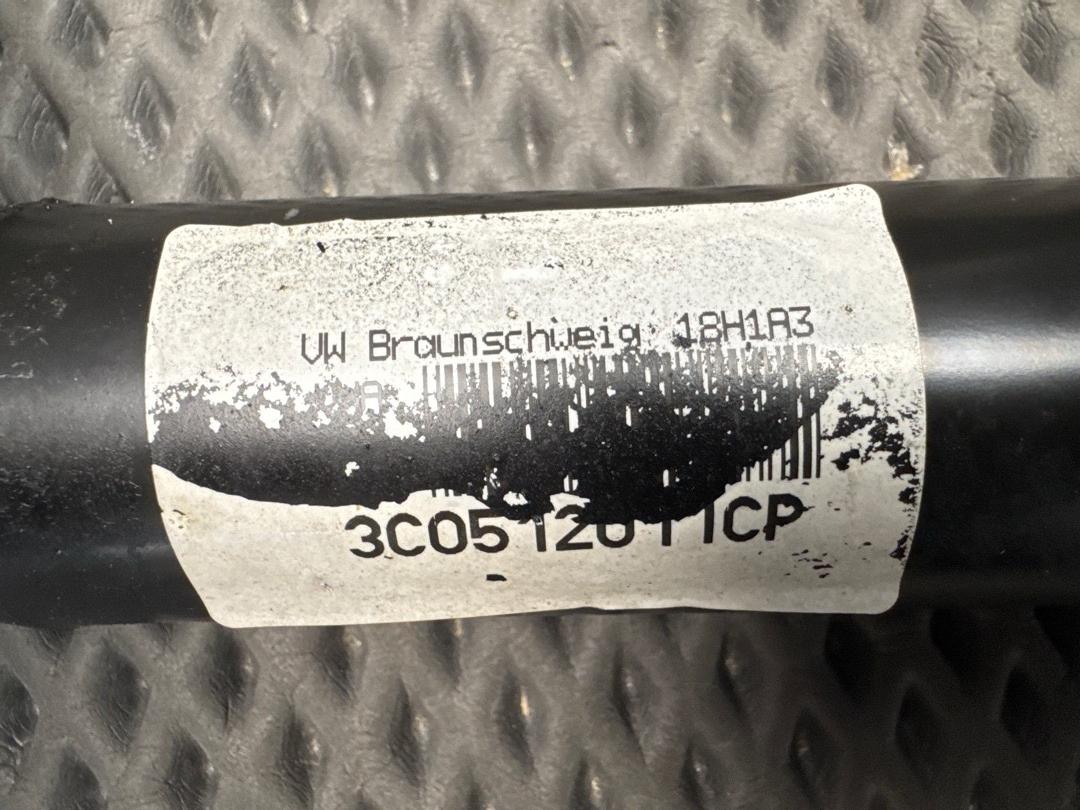 VW Braunschweig 18H1A3
A
3C0512011CP